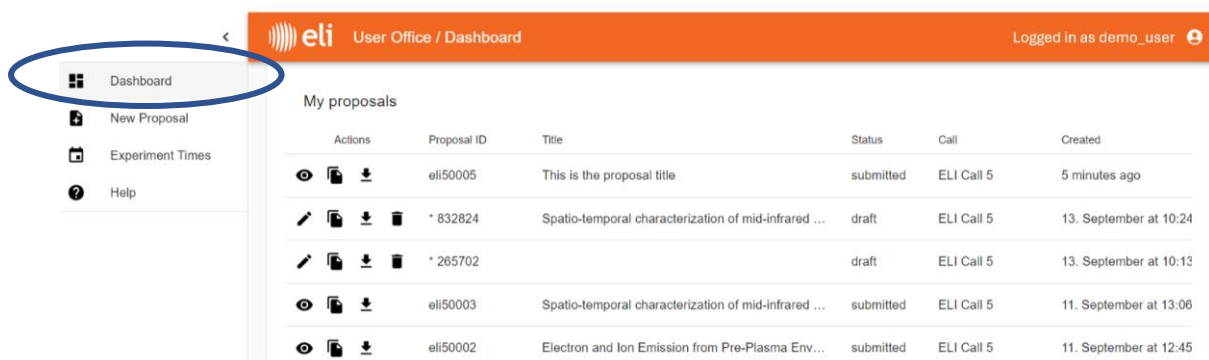 eli User Office / Dashboard Logged in as demo_user
Dashboard
New Proposal
Experiment Times
Help
My proposals
Actions Proposal ID Title Status Call Created
eli50005 This is the proposal title submitted ELI Call 5 5 minutes ago
* 832824 Spatio-temporal characterization of mid-infrared ... draft ELI Call 5 13. September at 10:24
* 265702 draft ELI Call 5 13. September at 10:13
eli50003 Spatio-temporal characterization of mid-infrared ... submitted ELI Call 5 11. September at 13:06
eli50002 Electron and Ion Emission from Pre-Plasma Env... submitted ELI Call 5 11. September at 12:45